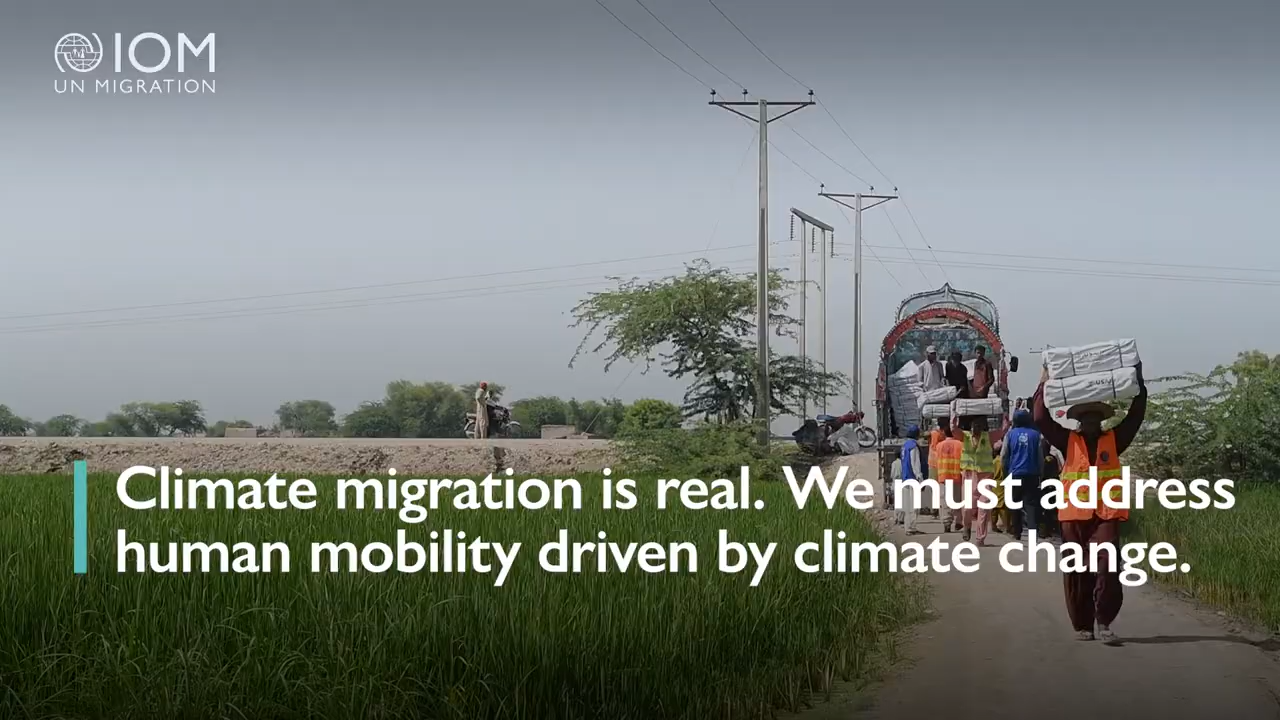 IOM
UN MIGRATION
Climate migration is real. We must address
human mobility driven by climate change.